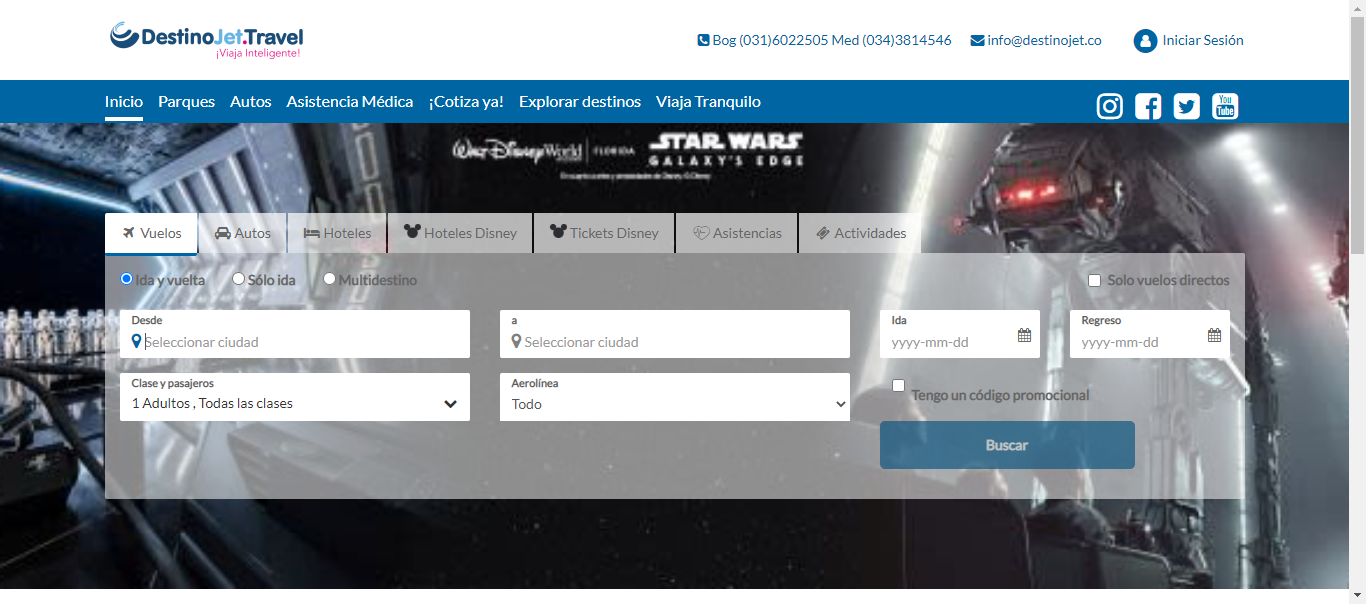 DestinoJet.Travel
¡Viaja Inteligente!
Bog (031)6022505 Med (034)3814546 info@destinojet.co Iniciar Sesión
Inicio Parques Autos Asistencia Médica ¡Cotiza ya! Explorar destinos Viaja Tranquilo
You
Tube
Walt Disney World FLORIDA STAR WARS
GALAXY'S EDGE
Vuelos Autos Hoteles Hoteles Disney Tickets Disney Asistencias Actividades
Ida y vuelta Sólo ida Multidestino Solo vuelos directos
Desde a Ida Regreso
Seleccionar ciudad Seleccionar ciudad yyyy-mm-dd yyyy-mm-dd
Clase y pasajeros Aerolínea
1 Adultos , Todas las clases Todo
Tengo un código promocional
Buscar